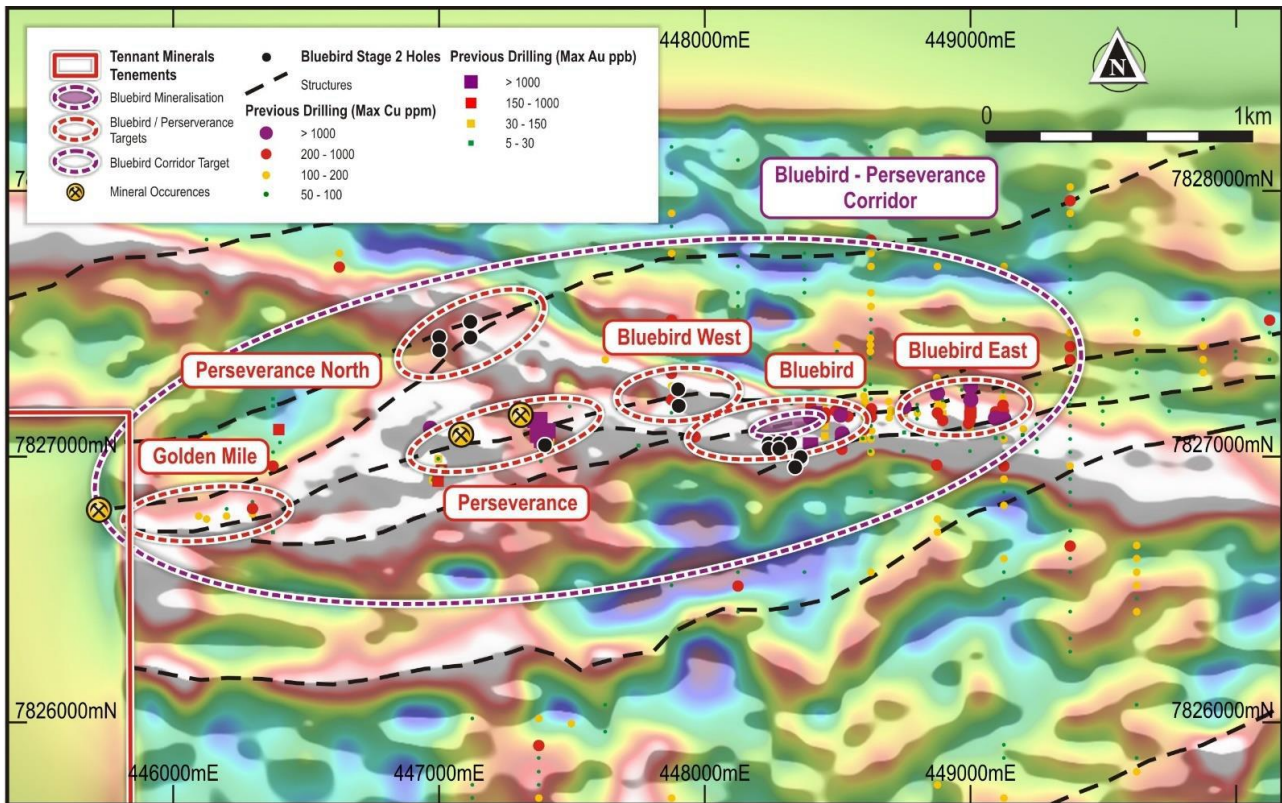 448000mE
449000mE
Tennant Minerals
Tenements
Bluebird Mineralisation
Bluebird / Perserverance
Targets
Bluebird Corridor Target
Mineral Occurences
Bluebird Stage 2 Holes
Structures
Previous Drilling (Max Cu ppm)
> 1000
200 - 1000
100 - 200
50 - 100
Previous Drilling (Max Au ppb)
> 1000
150 - 1000
30 - 150
5 - 30
N
0
1km
7828000mN
Bluebird - Perseverance
Corridor
Bluebird West
Bluebird
Bluebird East
Perseverance North
7827000mN
7827000mN
Golden Mile
Perseverance
7826000mN
7826000mN
446000mE
447000mE
448000mE
449000mE